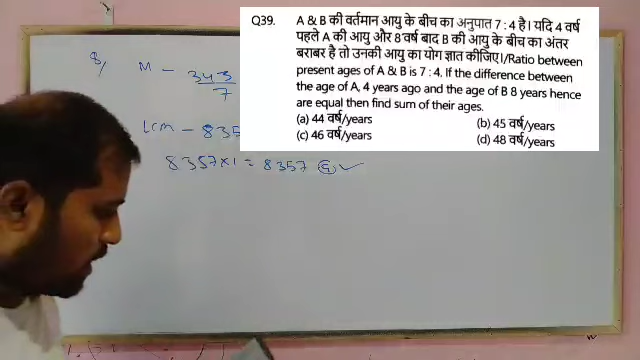 Q39. A & B की वर्तमान आयु के बीच का अनुपात 7 : 4 है। यदि 4 वर्ष
पहले A की आयु और 8 वर्ष बाद B की आयु के बीच का अंतर
बराबर है तो उनकी आयु का योग ज्ञात कीजिए।/Ratio between
present ages of A & B is 7 : 4. If the difference between
the age of A, 4 years ago and the age of B 8 years hence
are equal then find sum of their ages.
(a) 44 वर्ष/years (b) 45 वर्ष/years
(c) 46 वर्ष/years (d) 48 वर्ष/years
8, M - 343/7
LCM - 835
8357 x 1 = 8357